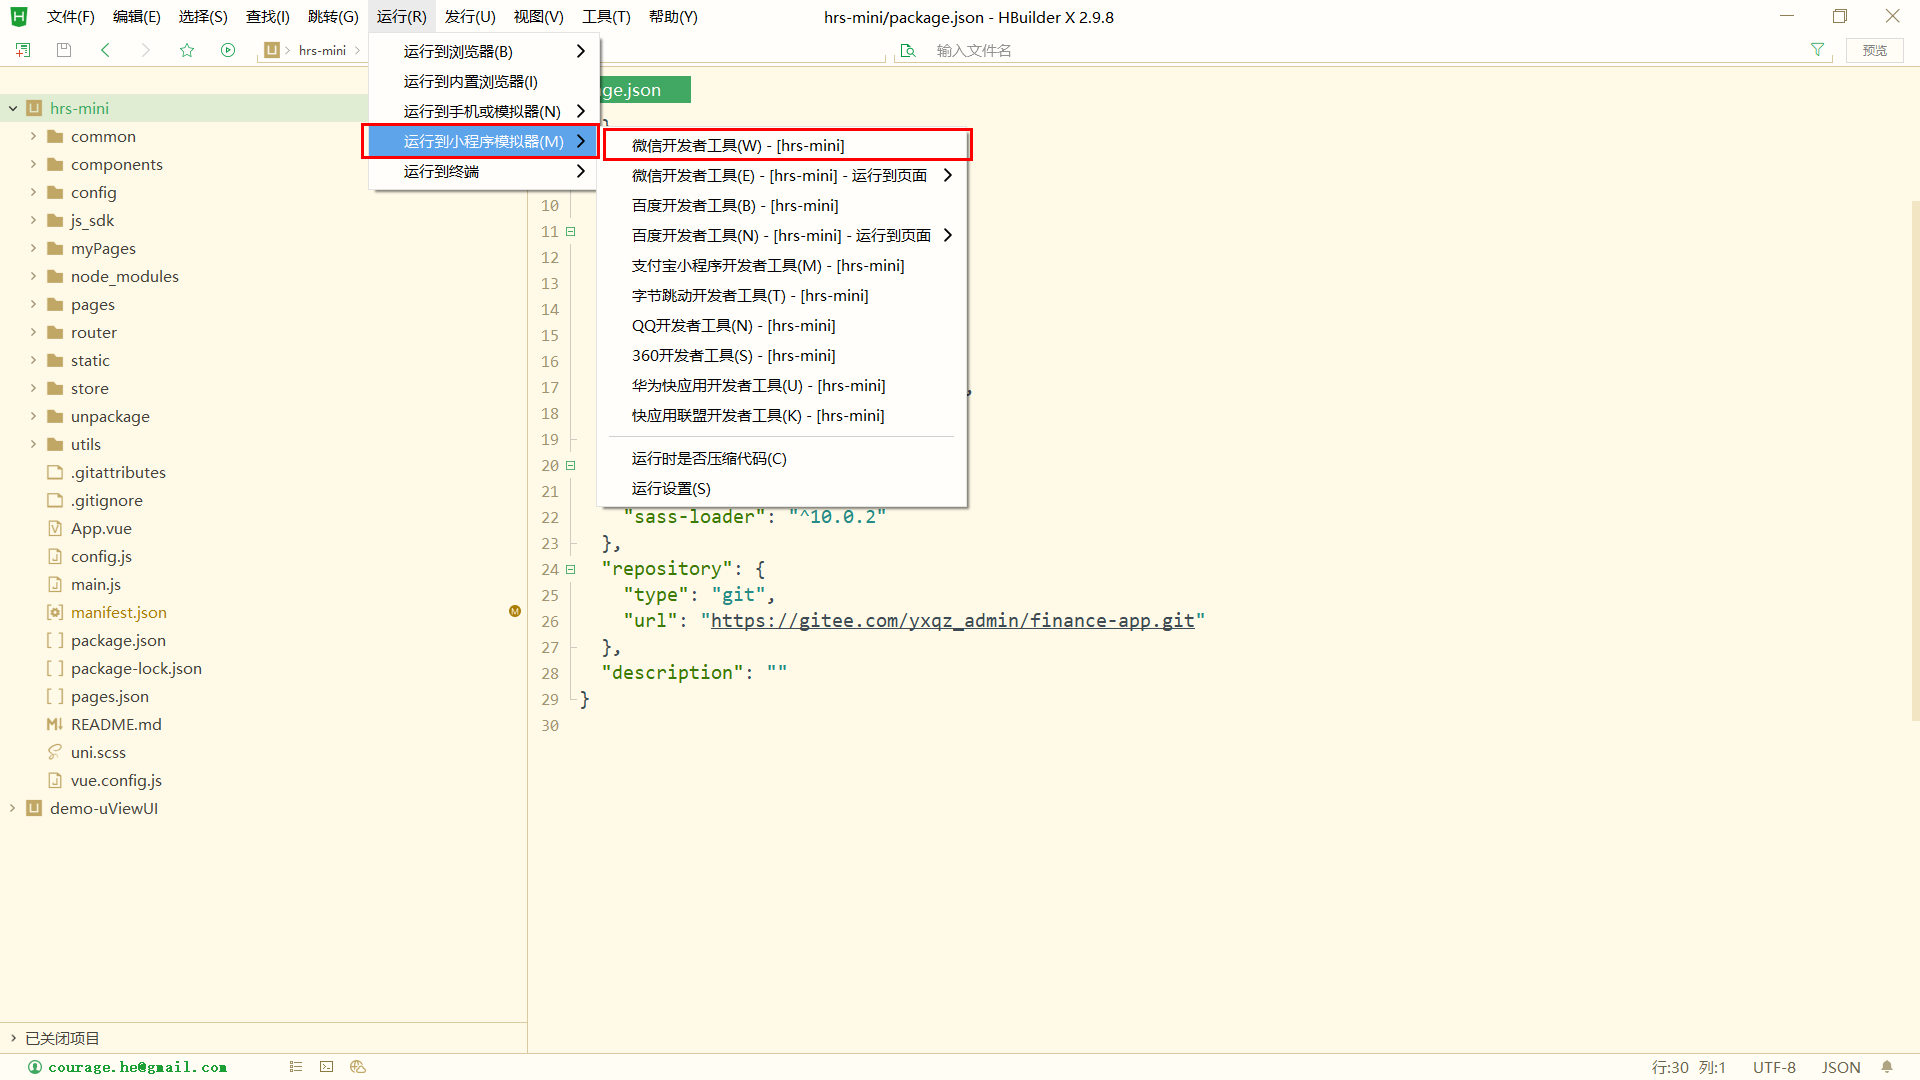 文件(F) 编辑(E) 选择(S) 查找(I) 跳转(G) 运行(R) 发行(U) 视图(V) 工具(T) 帮助(Y) hrs-mini/package.json - HBuilder X 2.9.8
hrs-mini
输入文件名
预览
运行到浏览器(B)
运行到内置浏览器(I)
运行到手机或模拟器(N)
运行到小程序模拟器(M)
运行到终端
微信开发者工具(W) - [hrs-mini]
微信开发者工具(E) - [hrs-mini] - 运行到页面
百度开发者工具(B) - [hrs-mini]
百度开发者工具(N) - [hrs-mini] - 运行到页面
支付宝小程序开发者工具(M) - [hrs-mini]
字节跳动开发者工具(T) - [hrs-mini]
QQ开发者工具(N) - [hrs-mini]
360开发者工具(S) - [hrs-mini]
华为快应用开发者工具(U) - [hrs-mini]
快应用联盟开发者工具(K) - [hrs-mini]
运行时是否压缩代码(C)
运行设置(S)
hrs-mini
common
components
config
js_sdk
myPages
node_modules
pages
router
static
store
unpackage
utils
.gitattributes
.gitignore
App.vue
config.js
main.js
manifest.json
M
package.json
package-lock.json
pages.json
README.md
uni.scss
vue.config.js
demo-uViewUI
已关闭项目
ge.json
10
11
12
13
14
15
16
17 ,
18
19
20
21
22 "sass-loader": "^10.0.2"
23 },
24 "repository": {
25 "type": "git",
26 "url": "https://gitee.com/yxqz_admin/finance-app.git"
27 },
28 "description": ""
29 }
30
courage.he@gmail.com
行:30 列:1 UTF-8 JSON